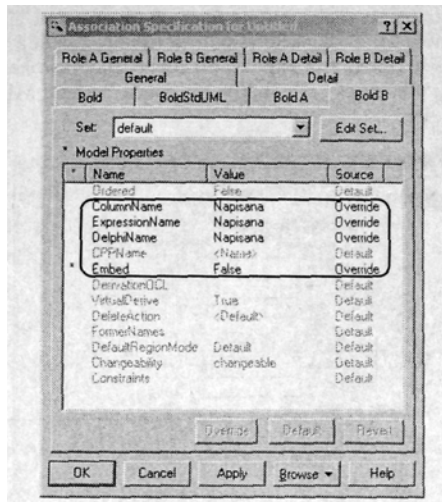 Association Specification for Untitled
? X
Role A General Role B General Role A Detail Role B Detail
General Detail
Bold BoldStdUML Bold A Bold B
Set: default Edit Set...
* Model Properties
* Name Value Source
Ordered False Default
ColumnName Napisana Override
ExpressionName Napisana Override
DelphiName Napisana Override
CPPName <Name> Default
* Embed False Override
DerivationOCL Default
VirtualDerive True Default
DeleteAction <Default> Default
FormerNames Default
DefaultRegionMode Default Default
Changeability changeable Default
Constraints Default
Override Default Revert
OK Cancel Apply Browse Help